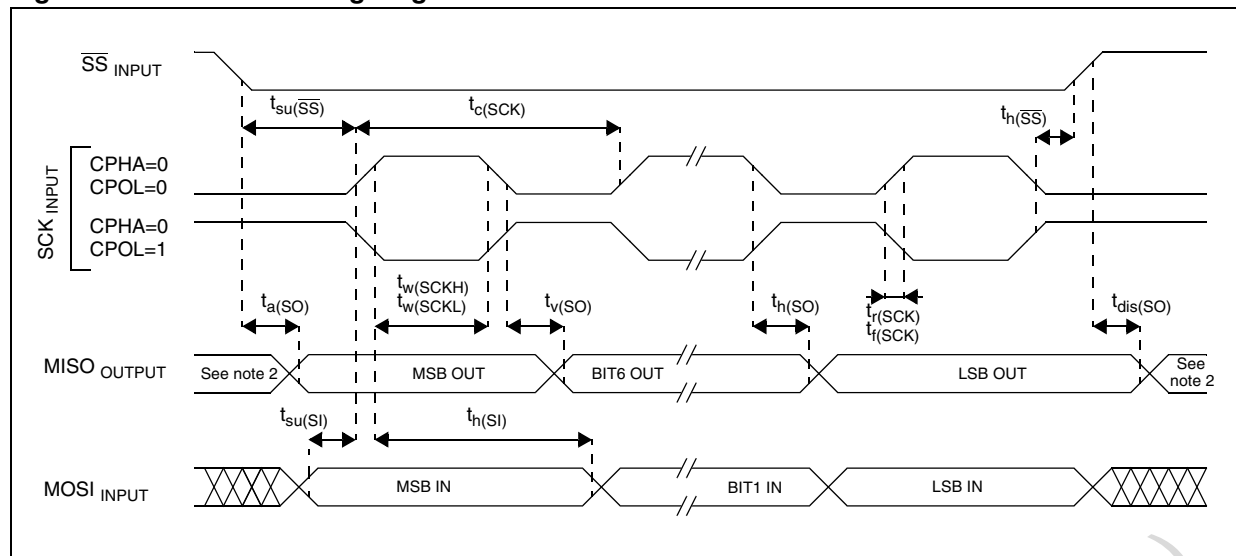 SS INPUT
tsu(SS)
tc(SCK)
th(SS)
SCK INPUT
CPHA=0
CPOL=0
CPHA=0
CPOL=1
ta(SO)
tw(SCKH)
tw(SCKL)
tv(SO)
th(SO)
tr(SCK)
tf(SCK)
tdis(SO)
MISO OUTPUT
See note 2
MSB OUT
BIT6 OUT
LSB OUT
See
note 2
tsu(SI)
th(SI)
MOSI INPUT
MSB IN
BIT1 IN
LSB IN